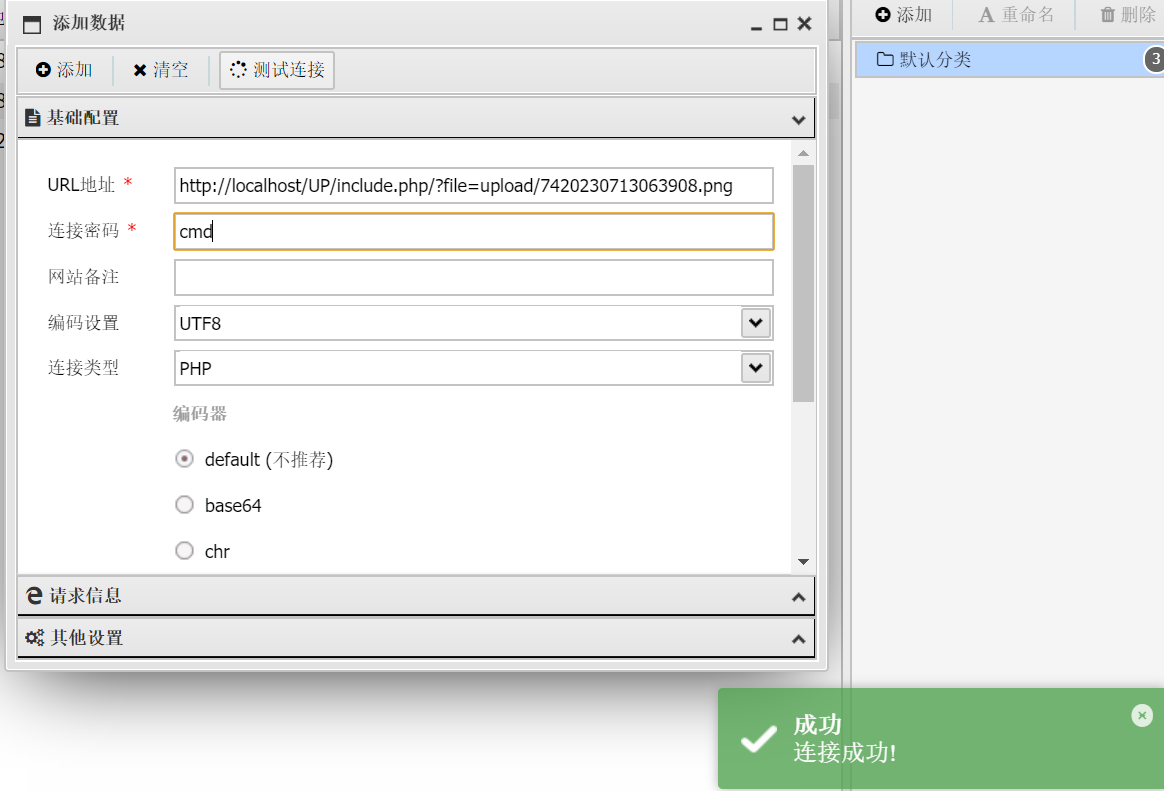 添加数据
添加 清空 测试连接
基础配置
URL地址 * http://localhost/UP/include.php/?file=upload/7420230713063908.png
连接密码 * cmd
网站备注
编码设置 UTF8
连接类型 PHP
编码器
default (不推荐)
base64
chr
请求信息
其他设置
添加 重命名 删除
默认分类 3
成功
连接成功!